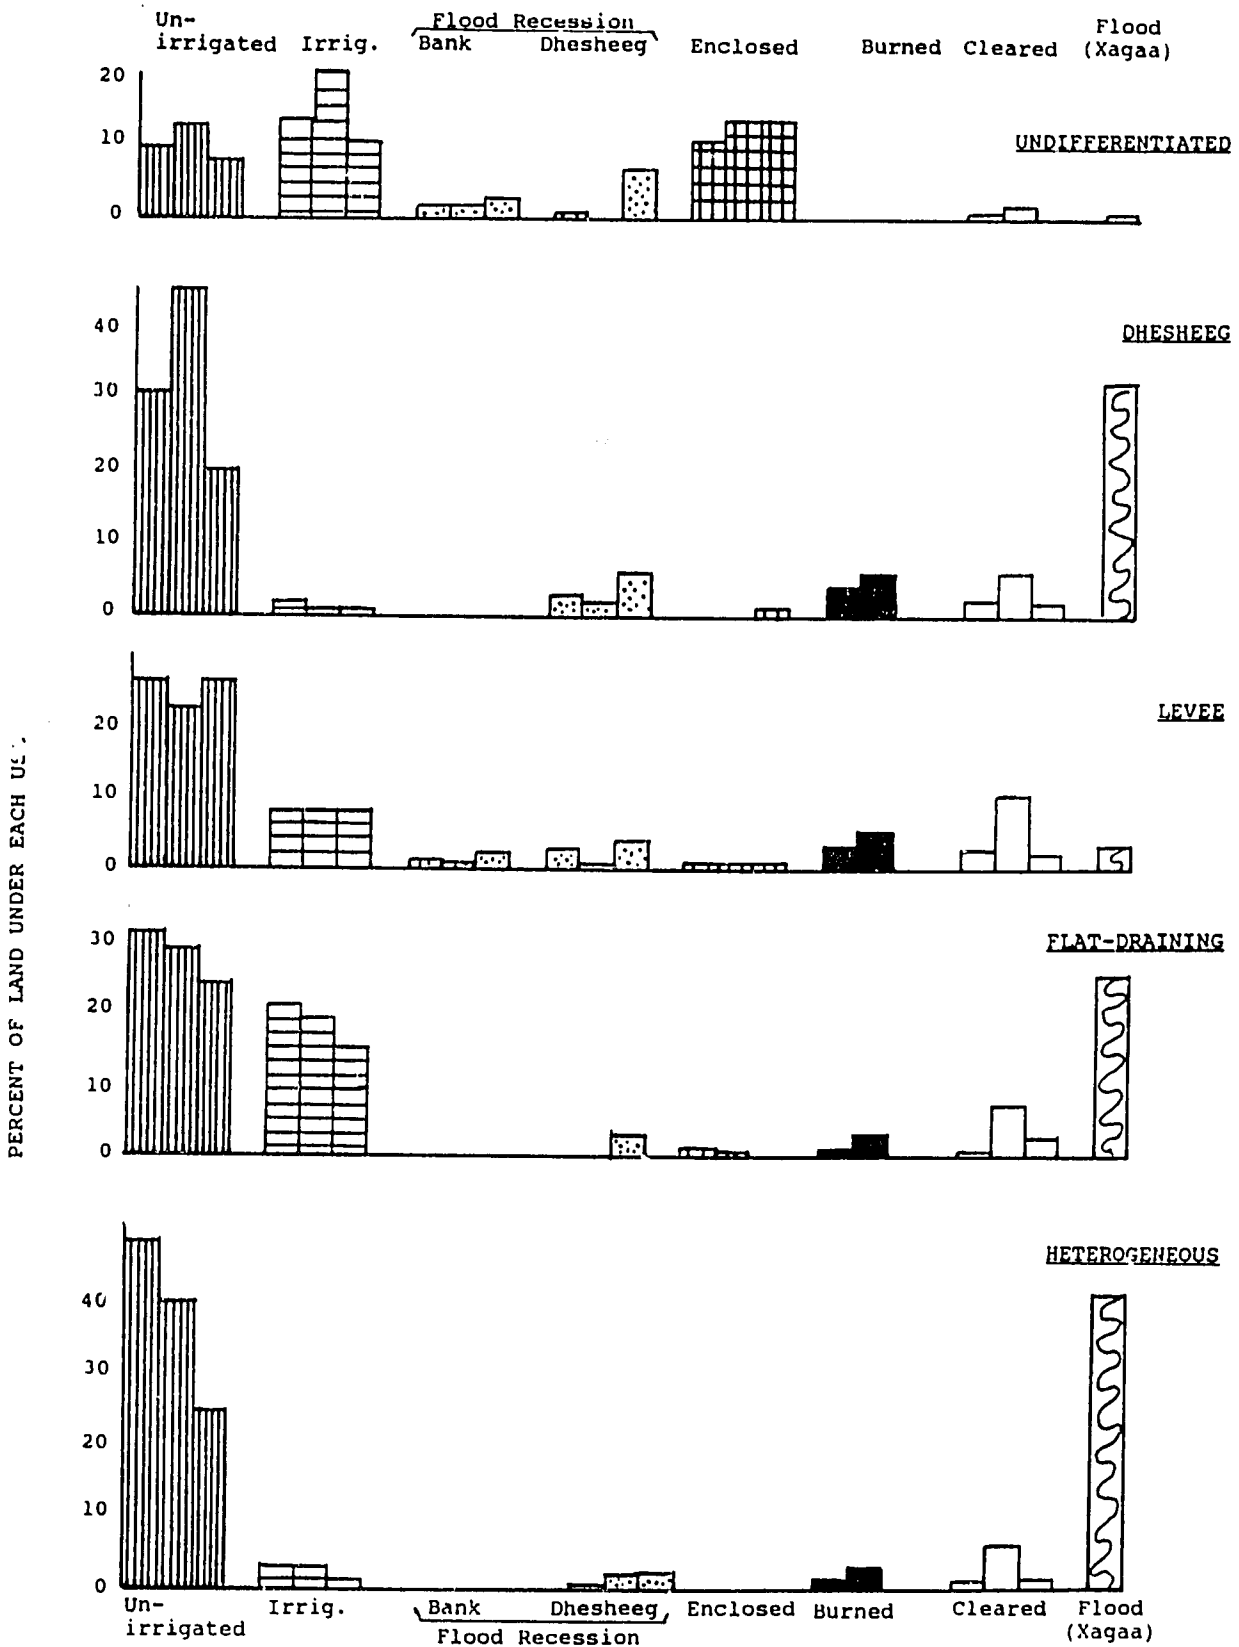 Un-
irrigated Irrig. Flood Recession Bank Dhesheeg Enclosed Burned Cleared Flood (Xagaa)
20
10
0
UNDIFFERENTIATED
40
30
20
10
0
DHESHEEG
20
10
0
LEVEE
30
20
10
0
FLAT-DRAINING
40
30
20
10
0
HETEROGENEOUS
PERCENT OF LAND UNDER EACH
Un-
irrigated Irrig. Bank Dhesheeg Enclosed Burned Cleared Flood
Flood Recession (Xagaa)